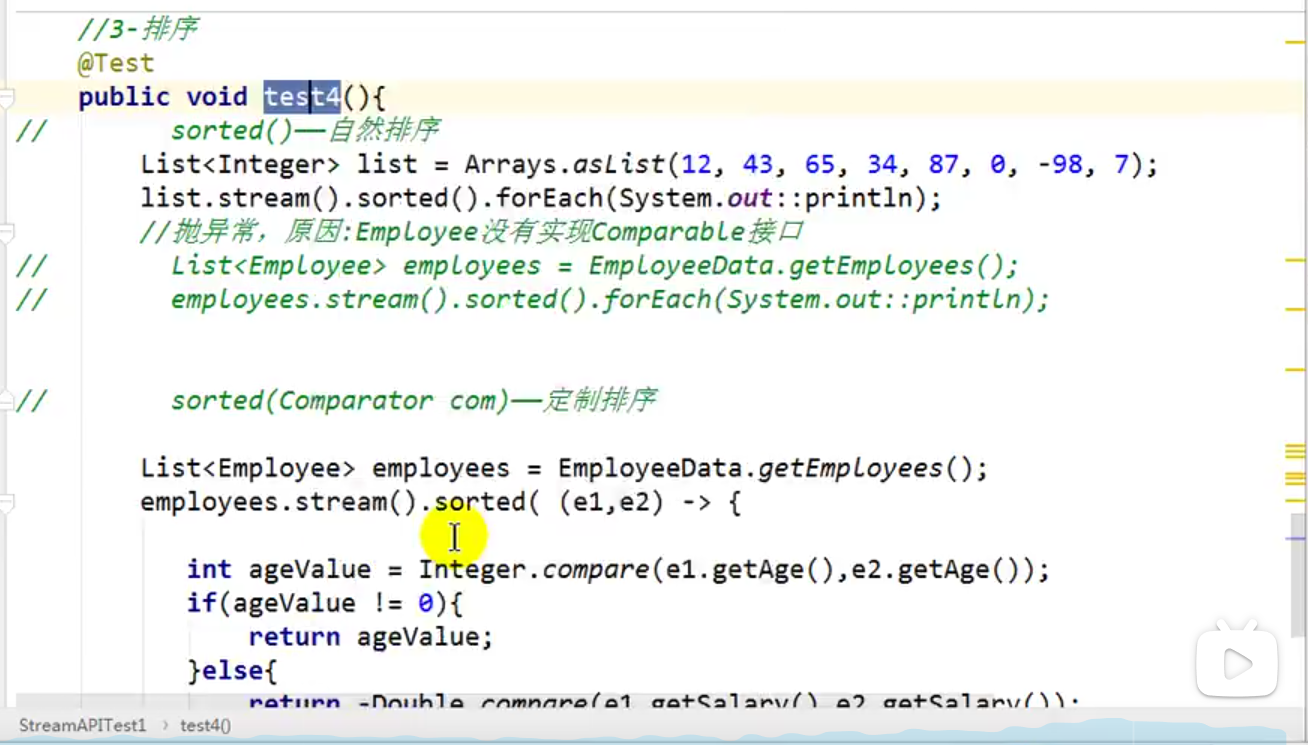 //3-排序
@Test
public void test4(){
// sorted()——自然排序
List<Integer> list = Arrays.asList(12, 43, 65, 34, 87, 0, -98, 7);
list.stream().sorted().forEach(System.out::println);
//抛异常，原因:Employee没有实现Comparable接口
// List<Employee> employees = EmployeeData.getEmployees();
// employees.stream().sorted().forEach(System.out::println);
// sorted(Comparator com)——定制排序
List<Employee> employees = EmployeeData.getEmployees();
employees.stream().sorted( (e1,e2) -> {
int ageValue = Integer.compare(e1.getAge(),e2.getAge());
if(ageValue != 0){
return ageValue;
}else{
return -Double.compare(e1.getSalary(),e2.getSalary());
StreamAPITest1 › test4()